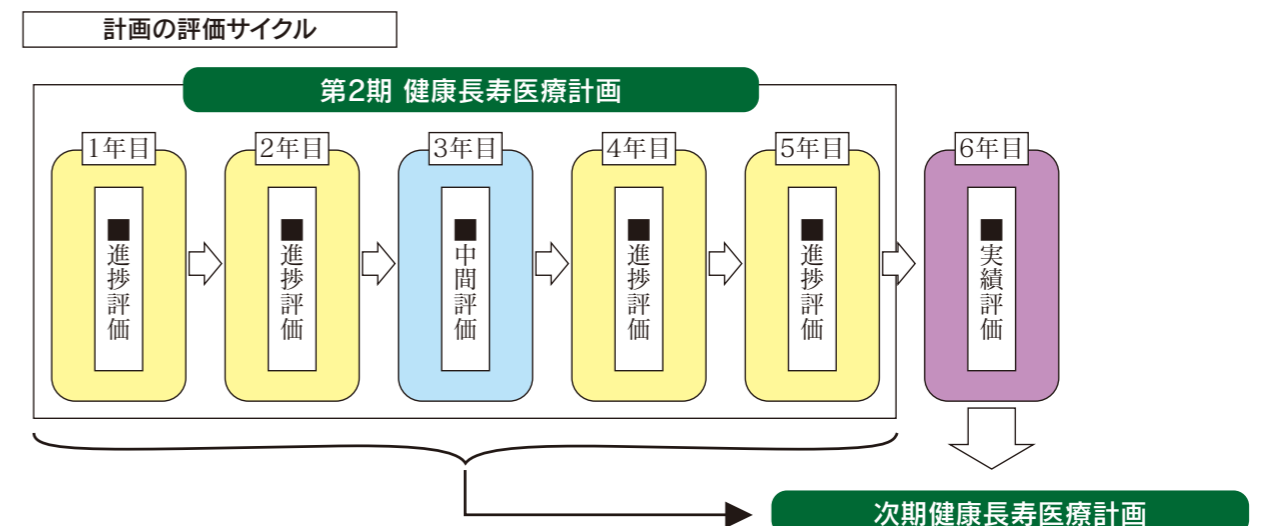 計画の評価サイクル
第2期 健康長寿医療計画
1年目
■進捗評価
2年目
■進捗評価
3年目
■中間評価
4年目
■進捗評価
5年目
■進捗評価
6年目
■実績評価
次期健康長寿医療計画